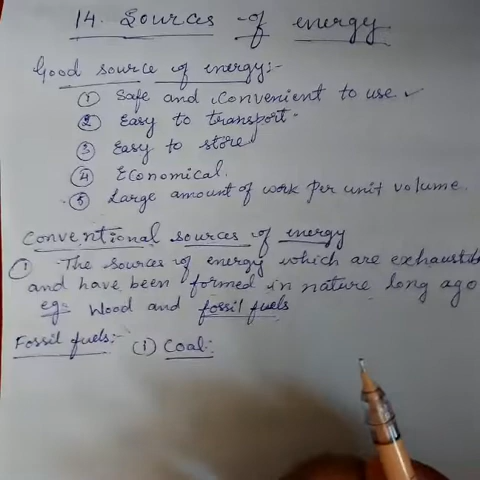 14. Sources of energy
Good source of energy:-
① Safe and convenient to use ✓
② Easy to transport.
③ Easy to store
④ Economical.
⑤ Large amount of work per unit volume.
Conventional sources of energy
① The sources of energy which are
and have been formed in nature long ago
eg:- Wood and fossil fuels
Fossil fuels:- (1) Coal: